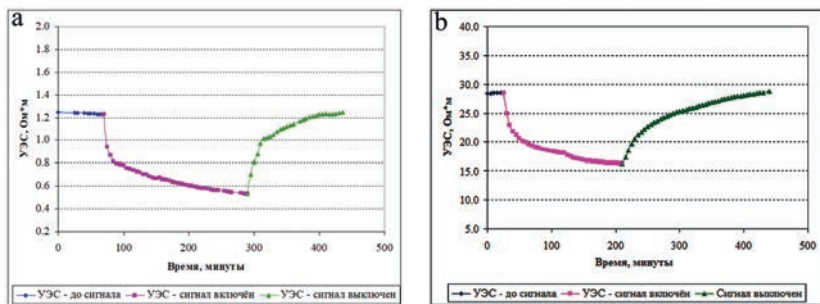 a
2.0
1.8
1.6
1.4
1.2
1.0
0.8
0.6
0.4
0.2
УЭС, Ом*м
0
100
200
300
400
500
Время, минуты
УЭС - до сигнала
УЭС - сигнал включён
УЭС - сигнал выключен
b
35.0
30.0
25.0
20.0
15.0
10.0
5.0
УЭС, Ом*м
0
100
200
300
400
500
Время, минуты
УЭС - до сигнала
УЭС - сигнал включён
Сигнал выключен